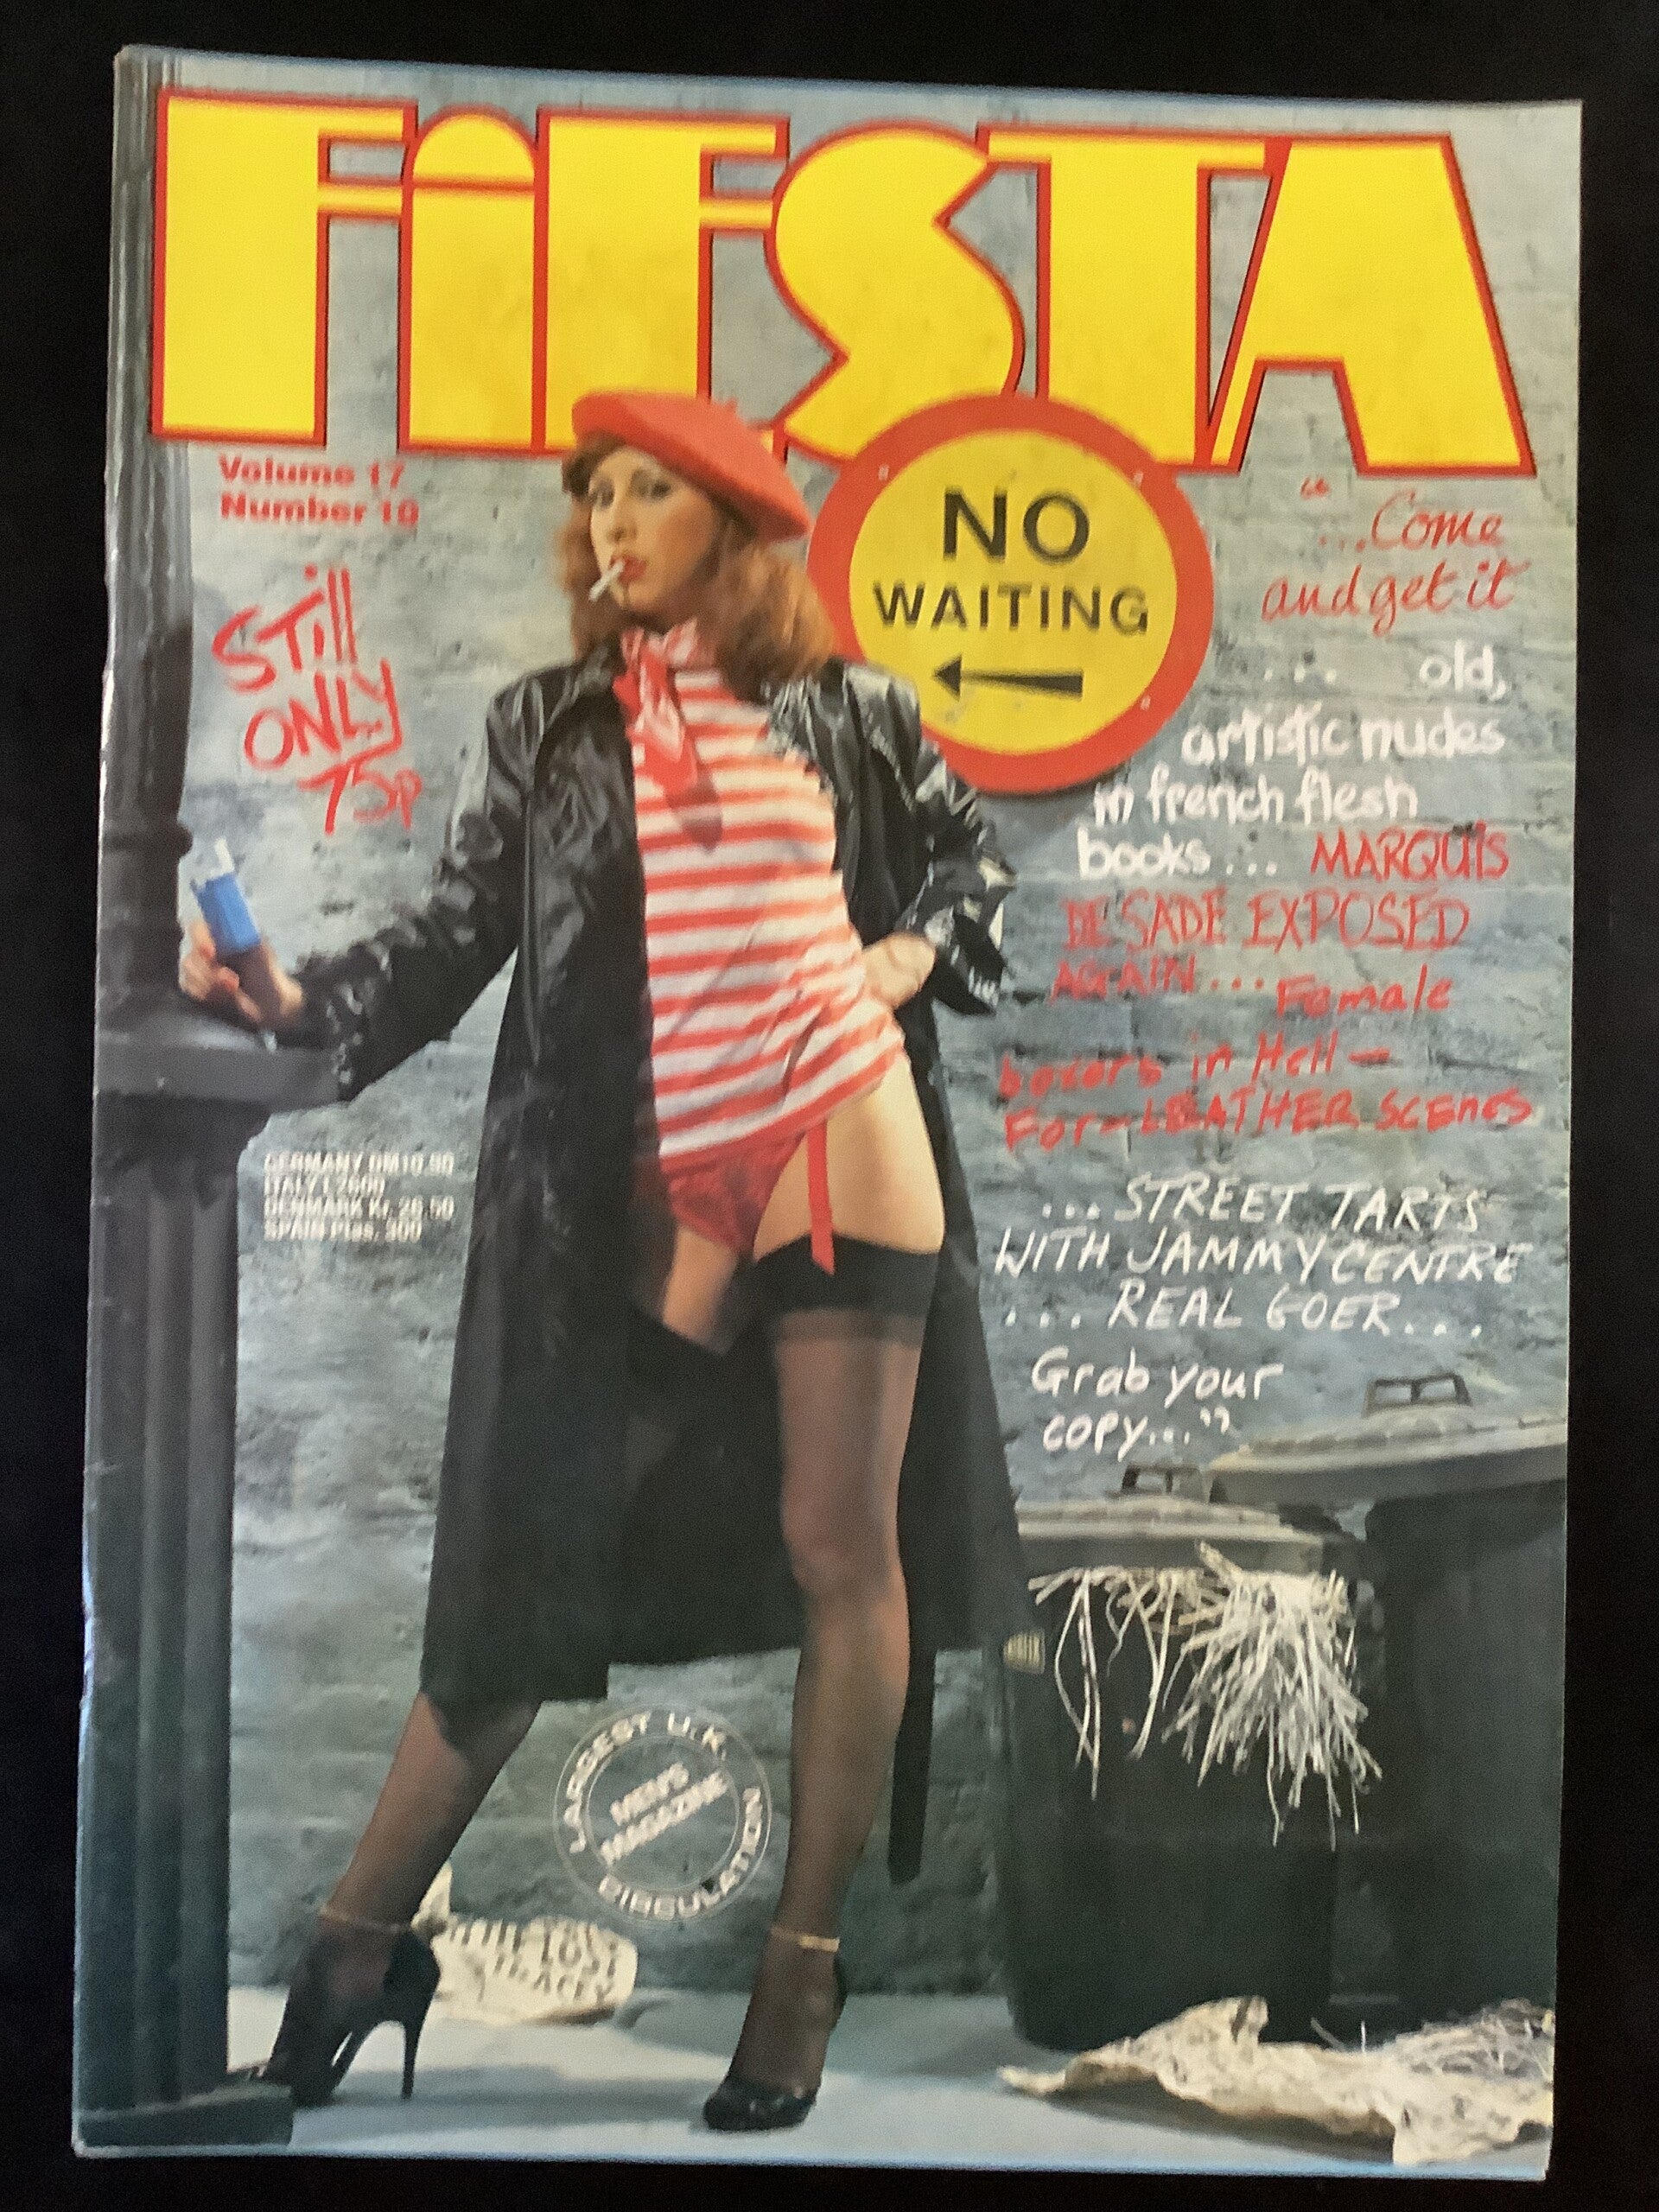 FiESTA
Volume 17
Number 10
STill
ONLY
75p
NO
WAITING
"...Come
and get it
... old,
artistic nudes
in french flesh
books... MARQUIS
DE SADE EXPOSED
AGAIN... Female
boxers in Hell —
For - LEATHER SCENES
...STREET TARTS
WITH JAMMY CENTRE
... REAL GOER...
Grab your
copy..."
GERMANY DM10.90
ITALY L7600
DENMARK Kr. 26.50
SPAIN Ptas. 300
LARGEST U.K.
MEN'S
MAGAZINE
CIRCULATION